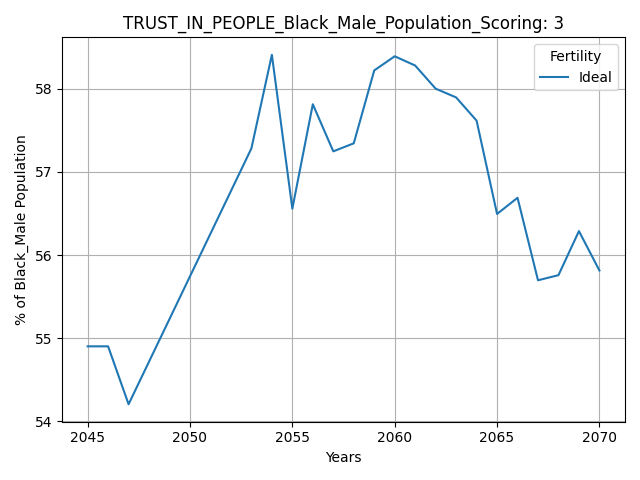 TRUST_IN_PEOPLE_Black_Male_Population_Scoring: 3
Fertility
Ideal
% of Black_Male Population
58
57
56
55
54
2045 2050 2055 2060 2065 2070
Years